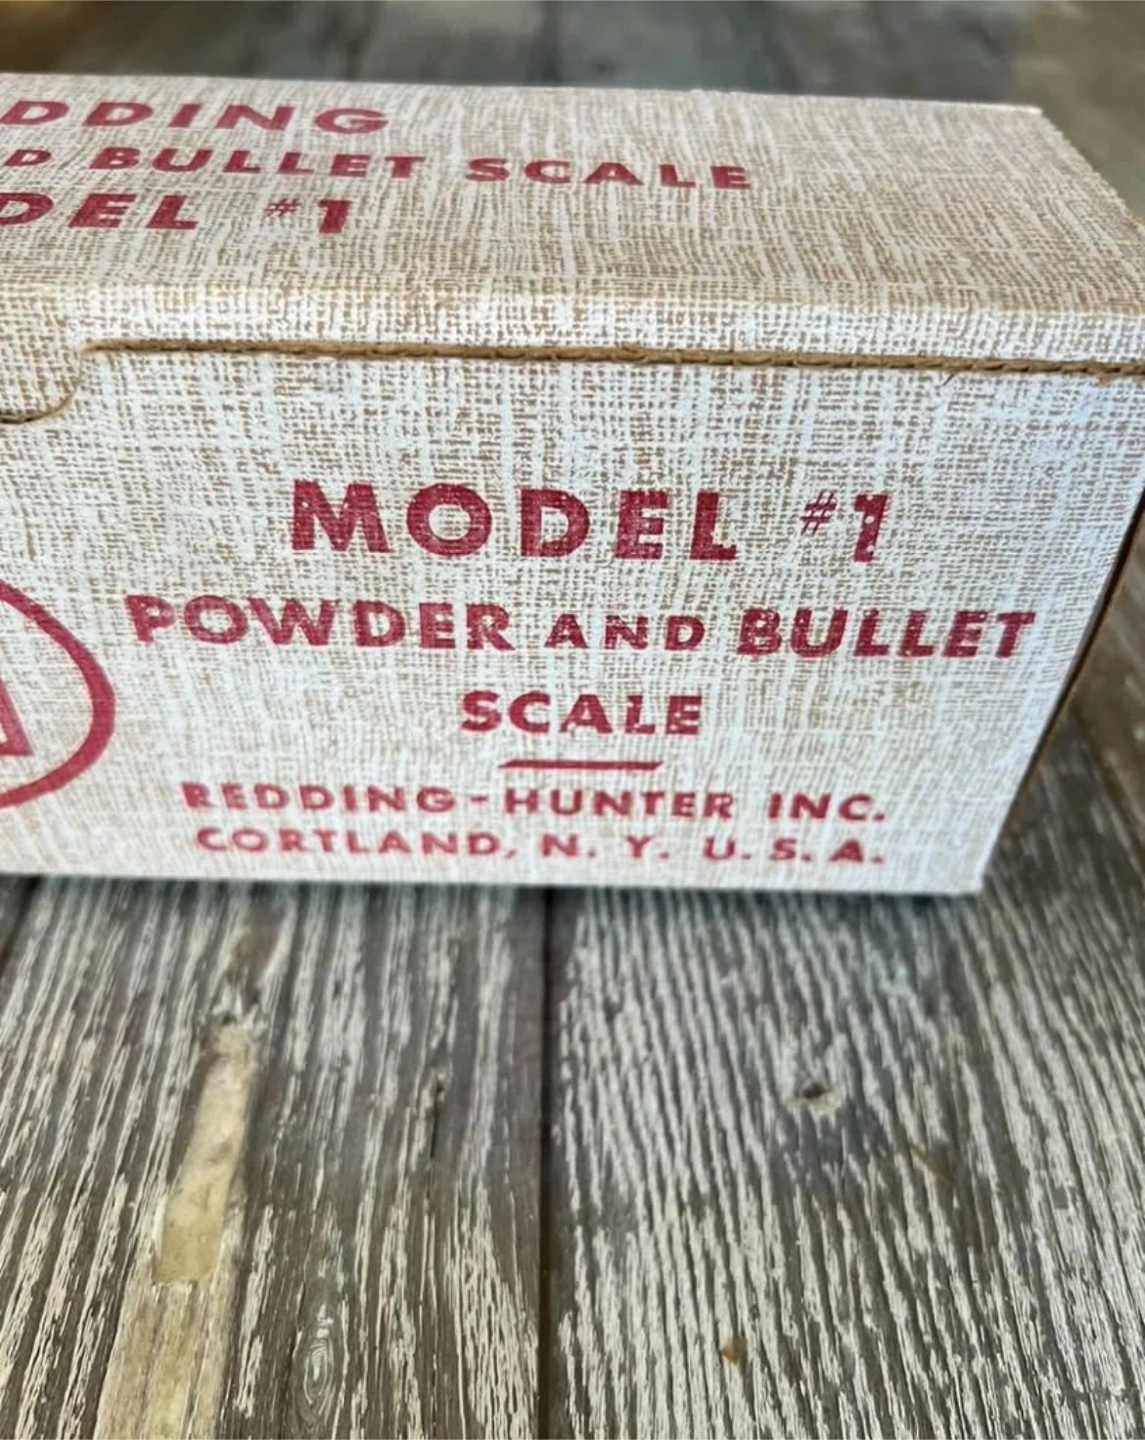 DDING
D BULLET SCALE
DEL #1
MODEL #1
POWDER AND BULLET
SCALE
REDDING-HUNTER INC.
CORTLAND, N. Y. U. S. A.